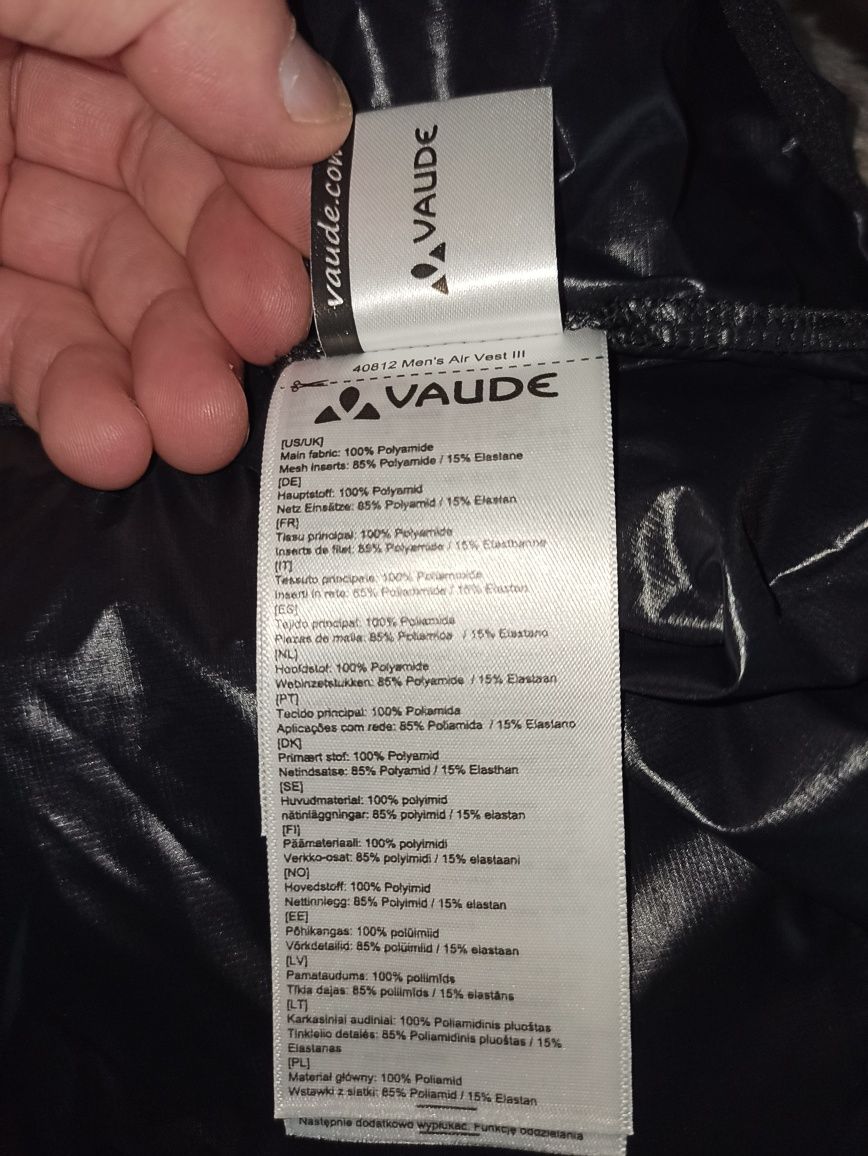 vaude.com
VAUDE
40812 Men's Air Vest III
VAUDE
[US/UK]
Main fabric: 100% Polyamide
Mesh Inserts: 85% Polyamide / 15% Elastane
[DE]
Hauptstoff: 100% Polyamid
Netz Einsätze: 85% Polyamid / 15% Elastan
[FR]
Tissu principal: 100% Polyamide
Inserts de filet: 85% Polyamide / 15% Elasthanne
[IT]
Tessuto principale: 100% Poliammide
Inserti in rete: 85% Poliammide / 15% Elastan
[ES]
Tejido principal: 100% Poliamida
Piezas de malla: 85% Poliamida / 15% Elastano
[NL]
Hoofdstof: 100% Polyamide
Webinzetstukken: 85% Polyamide / 15% Elastaan
[PT]
Tecido principal: 100% Poliamida
Aplicações com rede: 85% Poliamida / 15% Elastano
[DK]
Primært stof: 100% Polyamid
Netindsatse: 85% Polyamid / 15% Elasthan
[SE]
Huvudmaterial: 100% polyimid
nätinläggningar: 85% polyimid / 15% elastan
[FI]
Päämateriaali: 100% polyimidi
Verkko-osat: 85% polyimidi / 15% elastaani
[NO]
Hovedstoff: 100% Polyimid
Nettinnlegg: 85% Polyimid / 15% elastan
[EE]
Põhikangas: 100% polüimiid
Võrkdetailid: 85% polüimiid / 15% elastaan
[LV]
Pamataudums: 100% poliimīds
Tīkla daļas: 85% poliimīds / 15% elastāns
[LT]
Karkasiniai audiniai: 100% Poliamidinis pluoštas
Tinklelio detalės: 85% Poliamidinis pluoštas / 15%
Elastanas
[PL]
Materiał główny: 100% Poliamid
Wstawki z siatki: 85% Poliamid / 15% Elastan
Następnie dodatkowo wypłukać. Funkcję oddzielania